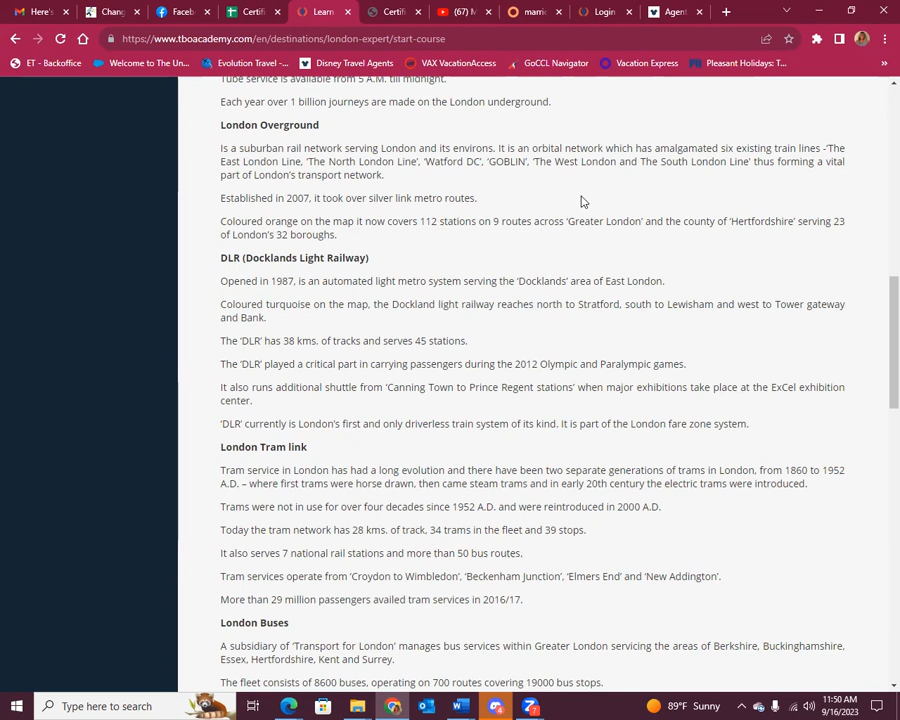 Here's
Chang
Faceb
Certifi
Learn
Certifi
(67) M
marri
Login
Agent
https://www.tboacademy.com/en/destinations/london-expert/start-course
ET - Backoffice
Welcome to The Un...
Evolution Travel -...
Disney Travel Agents
VAX VacationAccess
GoCCL Navigator
Vacation Express
Pleasant Holidays: T...
»
Tube service is available from 5 A.M. till midnight.
Each year over 1 billion journeys are made on the London underground.
London Overground
Is a suburban rail network serving London and its environs. It is an orbital network which has amalgamated six existing train lines -‘The
East London Line, ‘The North London Line’, ‘Watford DC’, ‘GOBLIN’, ‘The West London and The South London Line’ thus forming a vital
part of London’s transport network.
Established in 2007, it took over silver link metro routes.
Coloured orange on the map it now covers 112 stations on 9 routes across ‘Greater London’ and the county of ‘Hertfordshire’ serving 23
of London’s 32 boroughs.
DLR (Docklands Light Railway)
Opened in 1987, is an automated light metro system serving the ‘Docklands’ area of East London.
Coloured turquoise on the map, the Dockland light railway reaches north to Stratford, south to Lewisham and west to Tower gateway
and Bank.
The ‘DLR’ has 38 kms. of tracks and serves 45 stations.
The ‘DLR’ played a critical part in carrying passengers during the 2012 Olympic and Paralympic games.
It also runs additional shuttle from ‘Canning Town to Prince Regent stations’ when major exhibitions take place at the ExCel exhibition
center.
‘DLR’ currently is London’s first and only driverless train system of its kind. It is part of the London fare zone system.
London Tram link
Tram service in London has had a long evolution and there have been two separate generations of trams in London, from 1860 to 1952
A.D. – where first trams were horse drawn, then came steam trams and in early 20th century the electric trams were introduced.
Trams were not in use for over four decades since 1952 A.D. and were reintroduced in 2000 A.D.
Today the tram network has 28 kms. of track, 34 trams in the fleet and 39 stops.
It also serves 7 national rail stations and more than 50 bus routes.
Tram services operate from ‘Croydon to Wimbledon’, ‘Beckenham Junction’, ‘Elmers End’ and ‘New Addington’.
More than 29 million passengers availed tram services in 2016/17.
London Buses
A subsidiary of ‘Transport for London’ manages bus services within Greater London servicing the areas of Berkshire, Buckinghamshire,
Essex, Hertfordshire, Kent and Surrey.
The fleet consists of 8600 buses, operating on 700 routes covering 19000 bus stops.
Type here to search
89°F Sunny
11:50 AM
9/16/2023